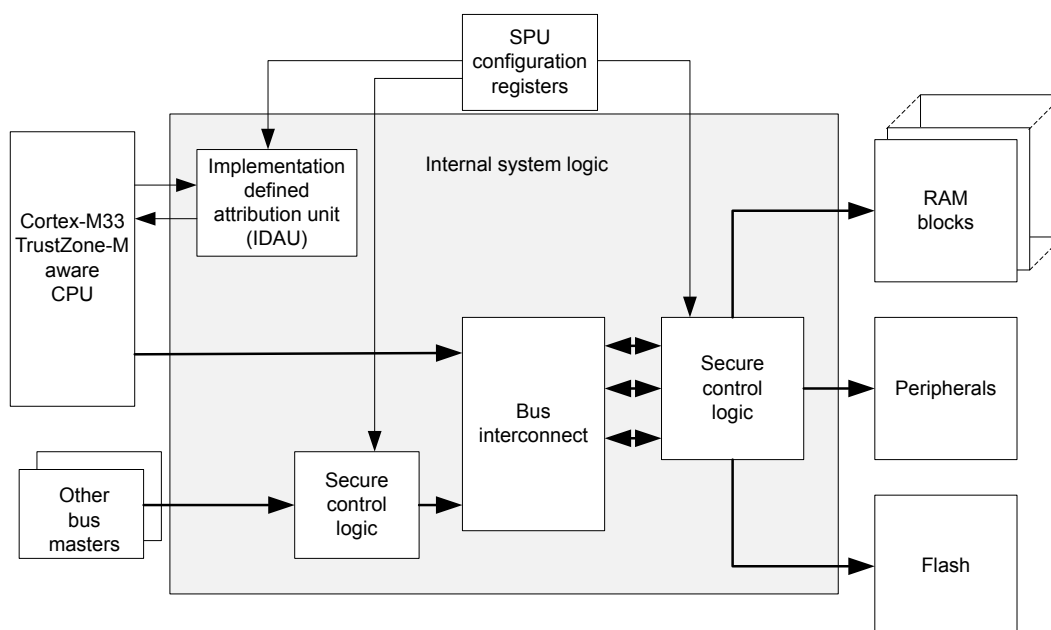 SPU
configuration
registers
Internal system logic
Implementation
defined
attribution unit
(IDAU)
Cortex-M33
TrustZone-M
aware
CPU
RAM
blocks
Bus
interconnect
Secure
control
logic
Peripherals
Other
bus
masters
Secure
control
logic
Flash